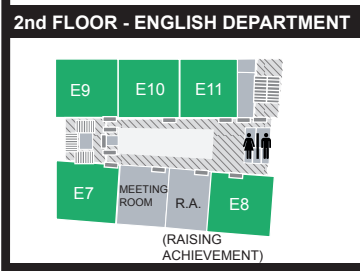 2nd FLOOR - ENGLISH DEPARTMENT
E9
E10
E11
E7
MEETING
ROOM
R.A.
E8
(RAISING
ACHIEVEMENT)